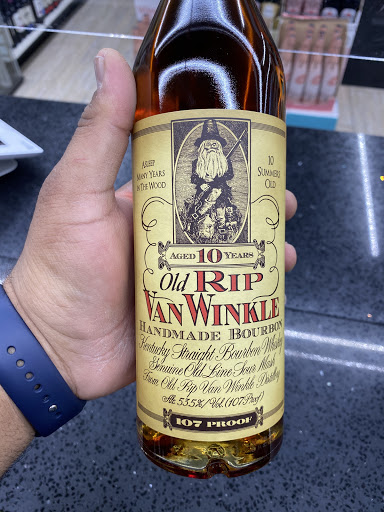 ASLEEP
MANY YEARS
IN THE WOOD
10
SUMMERS
OLD
AGED 10 YEARS
Old RIP
VAN WINKLE
HANDMADE BOURBON
Kentucky Straight Bourbon Whiskey
Genuine Old Line Sour Mash
From Old Rip Van Winkle Distillery
Alc 53.5% / Vol. (107 Proof)
107 PROOF